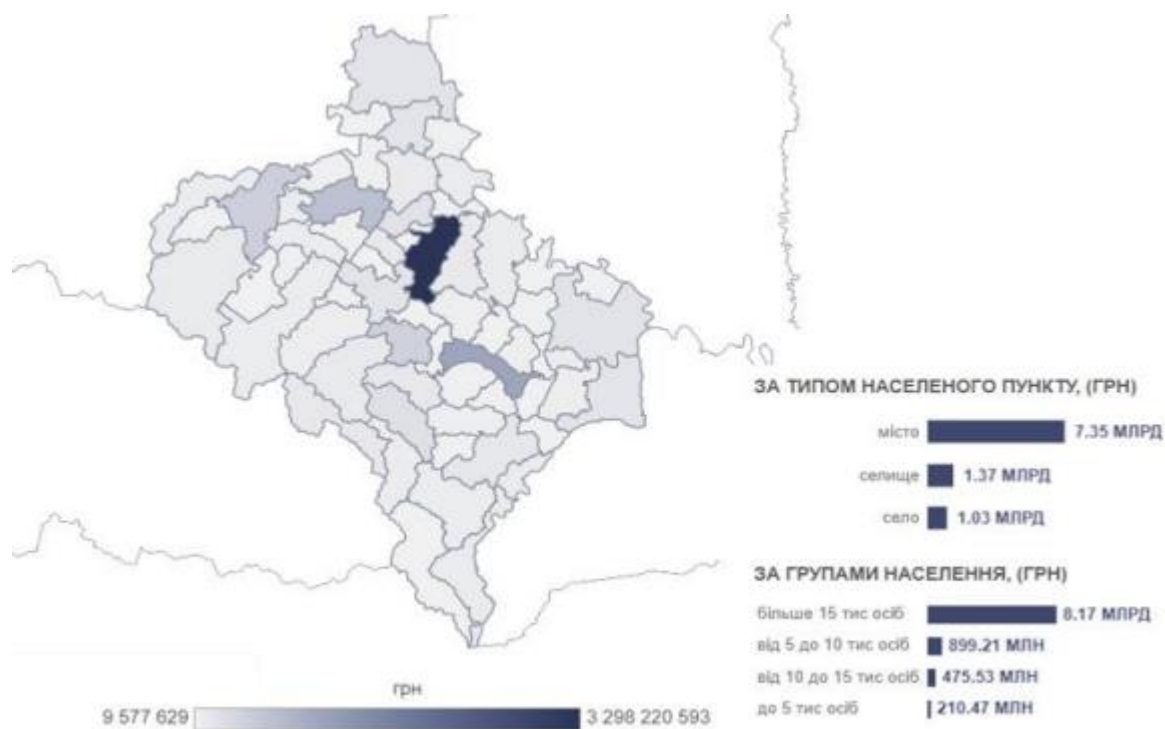 ЗА ТИПОМ НАСЕЛЕНОГО ПУНКТУ, (ГРН)
місто 7.35 МЛРД
селище 1.37 МЛРД
село 1.03 МЛРД
ЗА ГРУПАМИ НАСЕЛЕННЯ, (ГРН)
більше 15 тис осіб 8.17 МЛРД
від 5 до 10 тис осіб 899.21 МЛН
від 10 до 15 тис осіб 475.53 МЛН
до 5 тис осіб 210.47 МЛН
грн
9 577 629 3 298 220 593